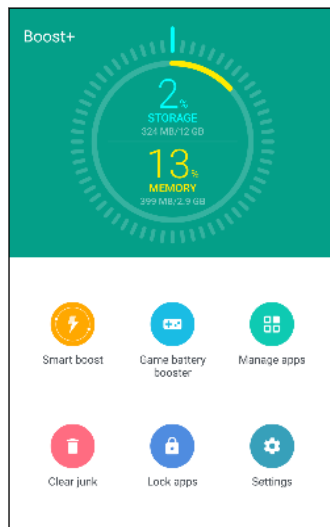 Boost+
2%
STORAGE
324 MB/12 GB
13%
MEMORY
399 MB/2.9 GB
Smart boost
Game battery
booster
Manage apps
Clear junk
Lock apps
Settings